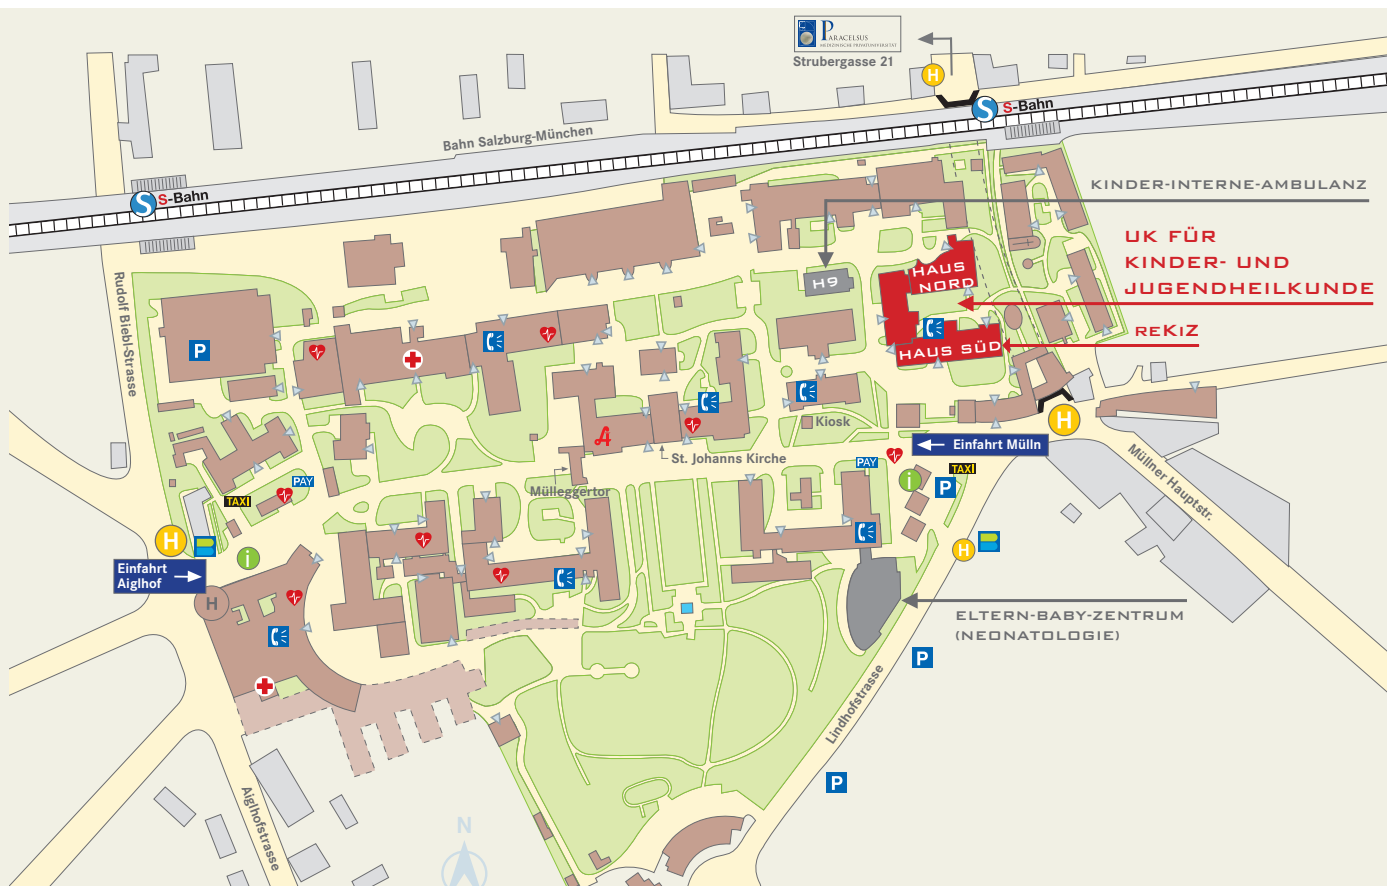 PARACELSUS
MEDIZINISCHE PRIVATUNIVERSITÄT
Strubergasse 21
H
S
S-Bahn
Bahn Salzburg-München
S
S-Bahn
KINDER-INTERNE-AMBULANZ
UK FÜR
KINDER- UND
JUGENDHEILKUNDE
REKIZ
HAUS
NORD
H9
HAUS SÜD
Rudolf Biebl-Strasse
P
A
Kiosk
H
Einfahrt Mülln
St. Johanns Kirche
Mülleggertor
PAY
TAXI
i
P
PAY
TAXI
Müllner Hauptstr.
H
i
H
Einfahrt
Aiglhof
H
ELTERN-BABY-ZENTRUM
(NEONATOLOGIE)
P
Lindhofstrasse
P
Aiglhofstrasse
N